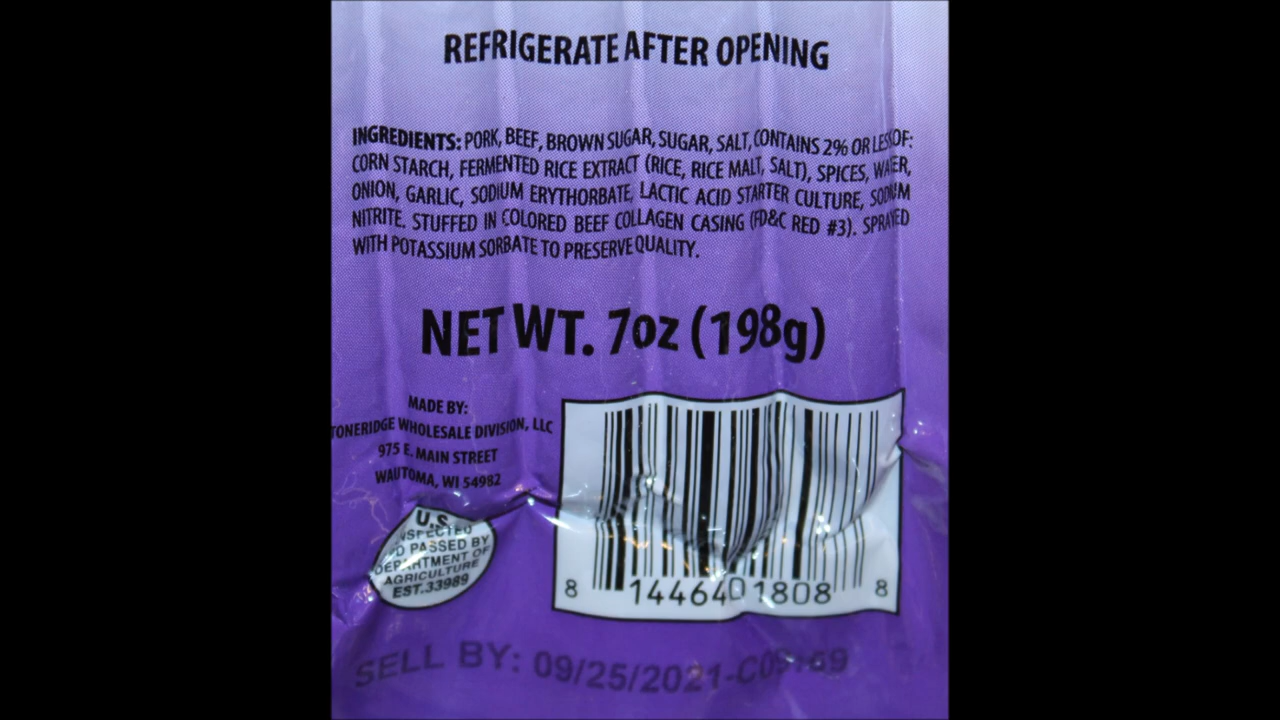 REFRIGERATE AFTER OPENING
INGREDIENTS: PORK, BEEF, BROWN SUGAR, SUGAR, SALT, CONTAINS 2% OR LESS OF:
CORN STARCH, FERMENTED RICE EXTRACT (RICE, RICE MALT, SALT), SPICES, WATER,
ONION, GARLIC, SODIUM ERYTHORBATE, LACTIC ACID STARTER CULTURE, SODIUM
NITRITE. STUFFED IN COLORED BEEF COLLAGEN CASING (FD&C RED #3). SPRAYED
WITH POTASSIUM SORBATE TO PRESERVE QUALITY.
NET WT. 7oz (198g)
MADE BY:
TONERIDGE WHOLESALE DIVISION, LLC
975 E. MAIN STREET
WAUTOMA, WI 54982
U.S.
INSPECTED
AND PASSED BY
DEPARTMENT OF
AGRICULTURE
EST.33989
8 14464 01808 8
SELL BY: 09/25/2021